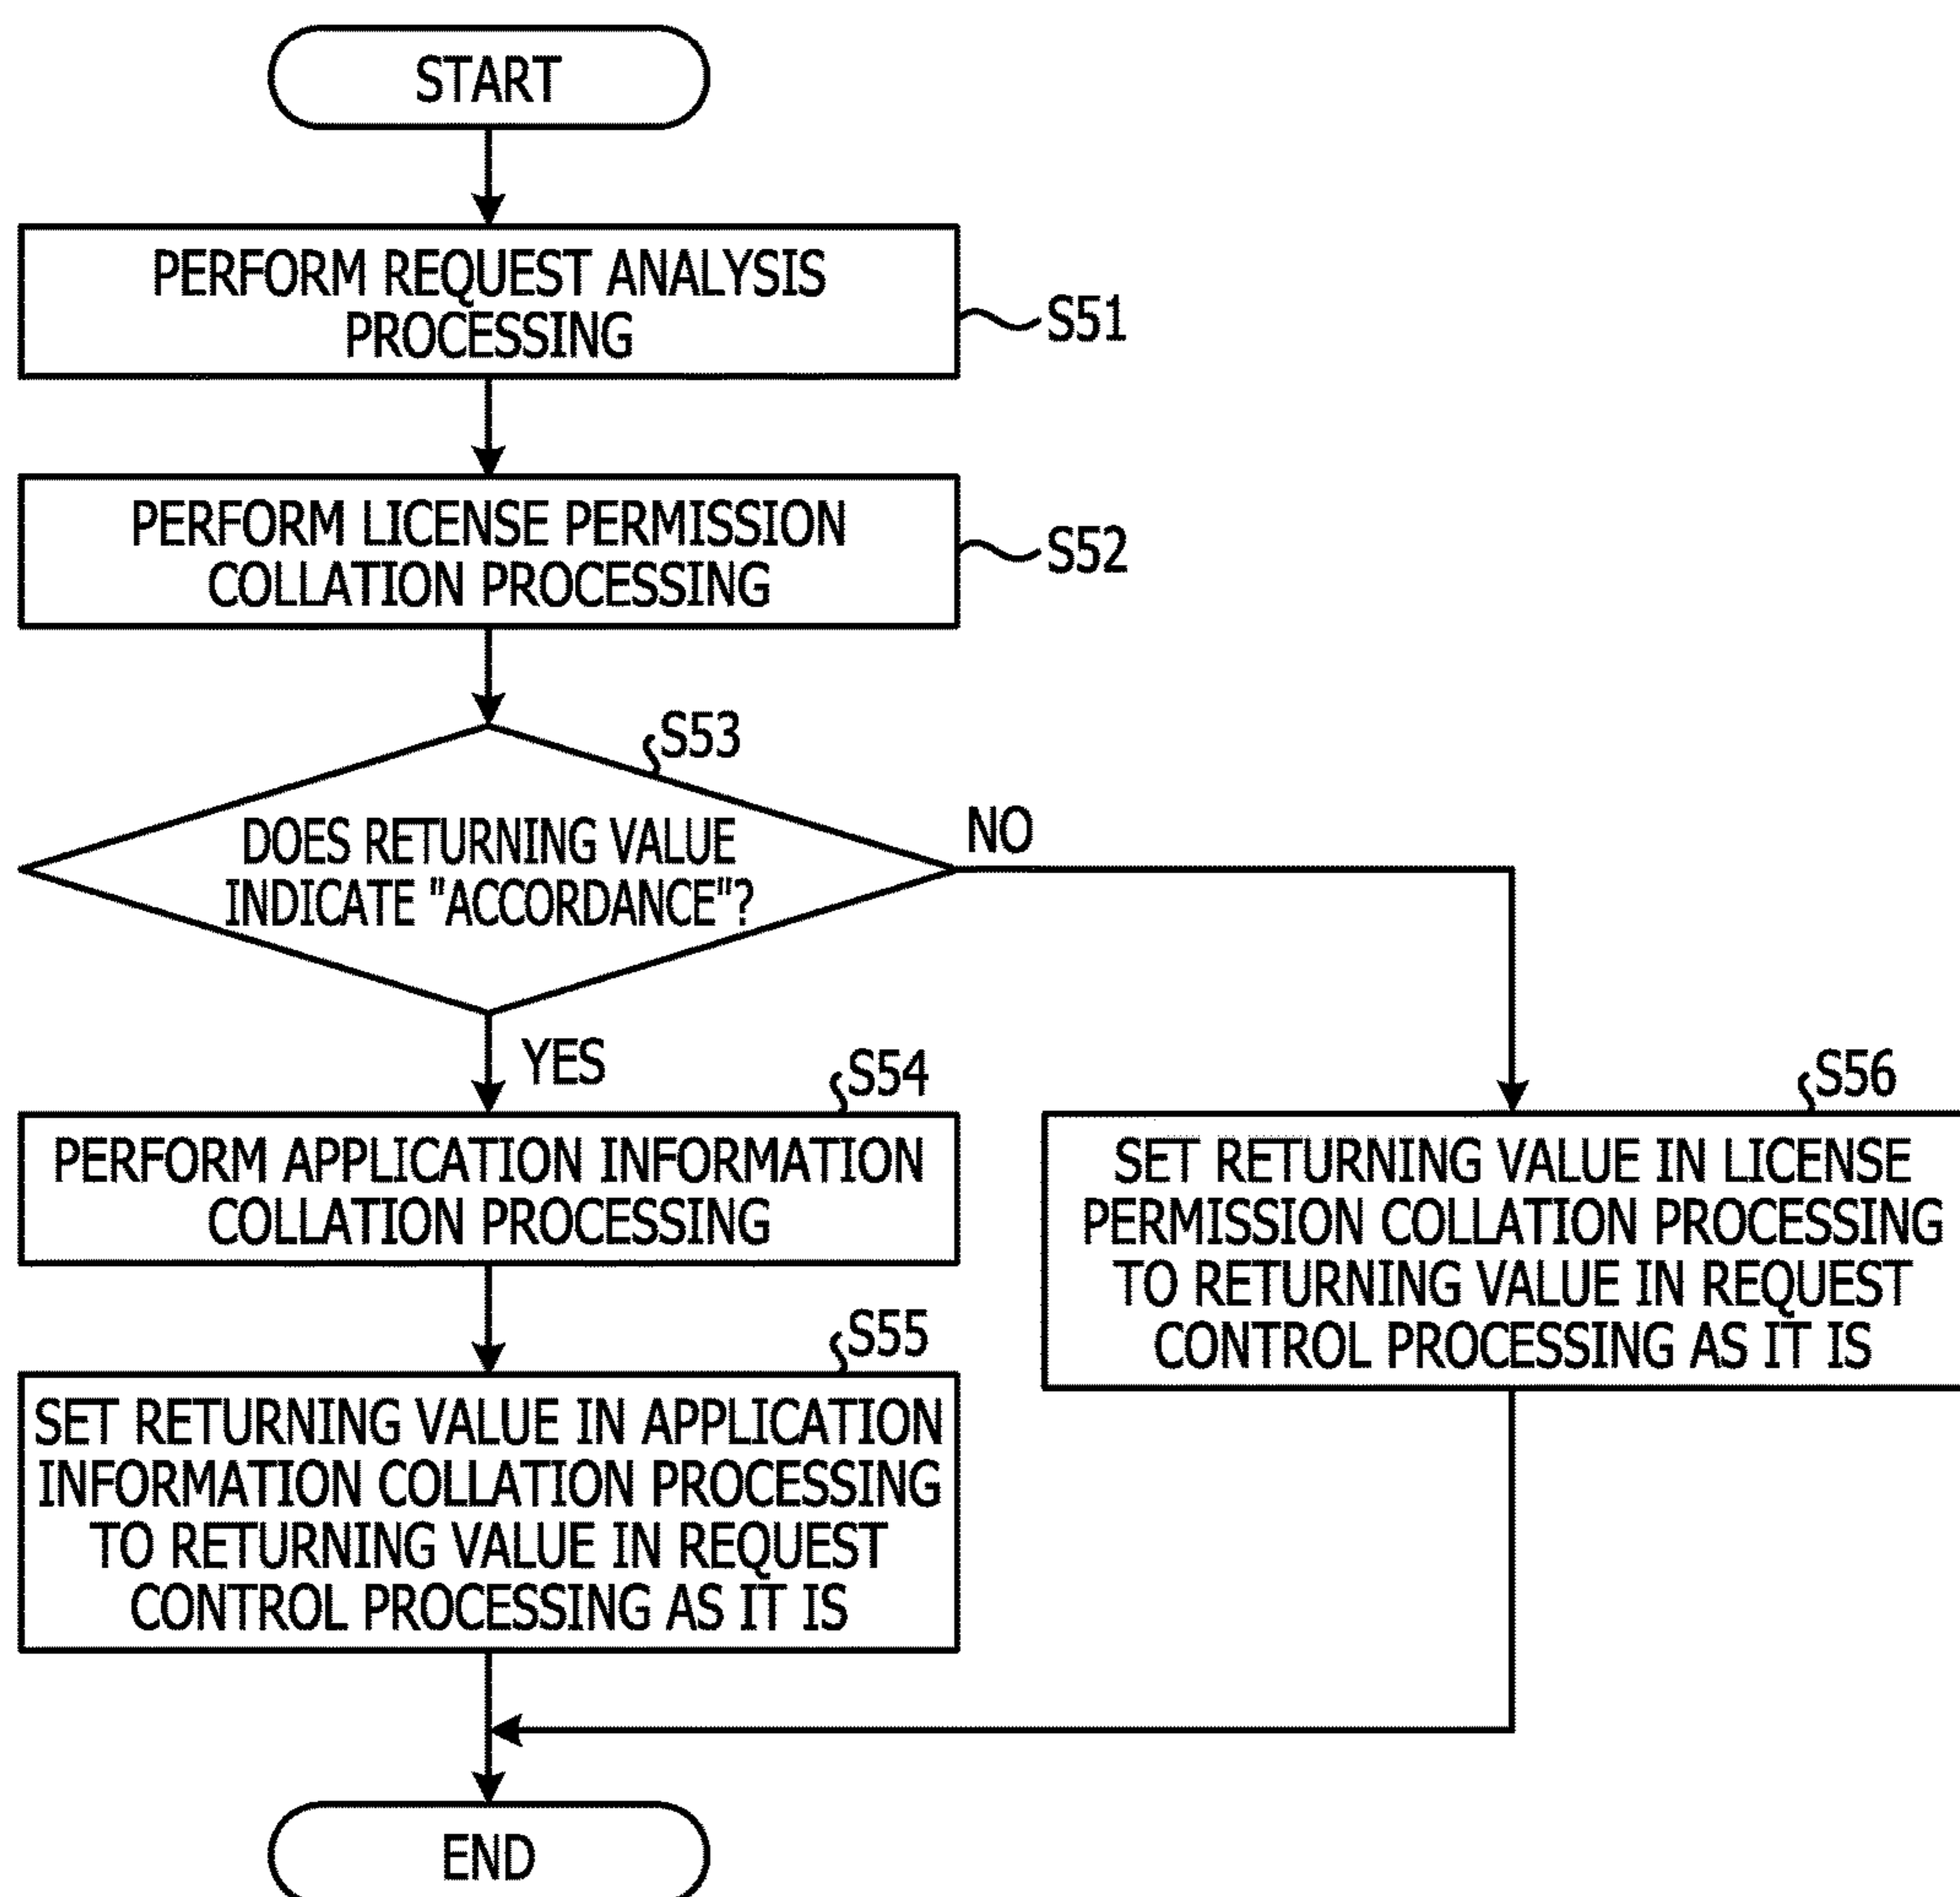 START
PERFORM REQUEST ANALYSIS
PROCESSING
S51
PERFORM LICENSE PERMISSION
COLLATION PROCESSING
S52
S53
DOES RETURNING VALUE
INDICATE "ACCORDANCE"?
NO
YES
S54
PERFORM APPLICATION INFORMATION
COLLATION PROCESSING
S56
SET RETURNING VALUE IN LICENSE
PERMISSION COLLATION PROCESSING
TO RETURNING VALUE IN REQUEST
CONTROL PROCESSING AS IT IS
S55
SET RETURNING VALUE IN APPLICATION
INFORMATION COLLATION PROCESSING
TO RETURNING VALUE IN REQUEST
CONTROL PROCESSING AS IT IS
END